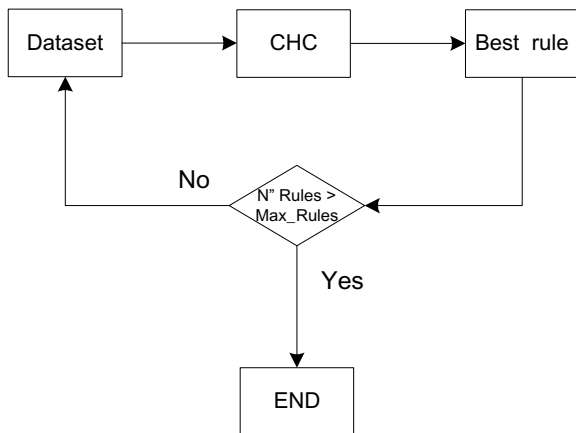 Dataset
CHC
Best rule
No
N” Rules >
Max_Rules
Yes
END